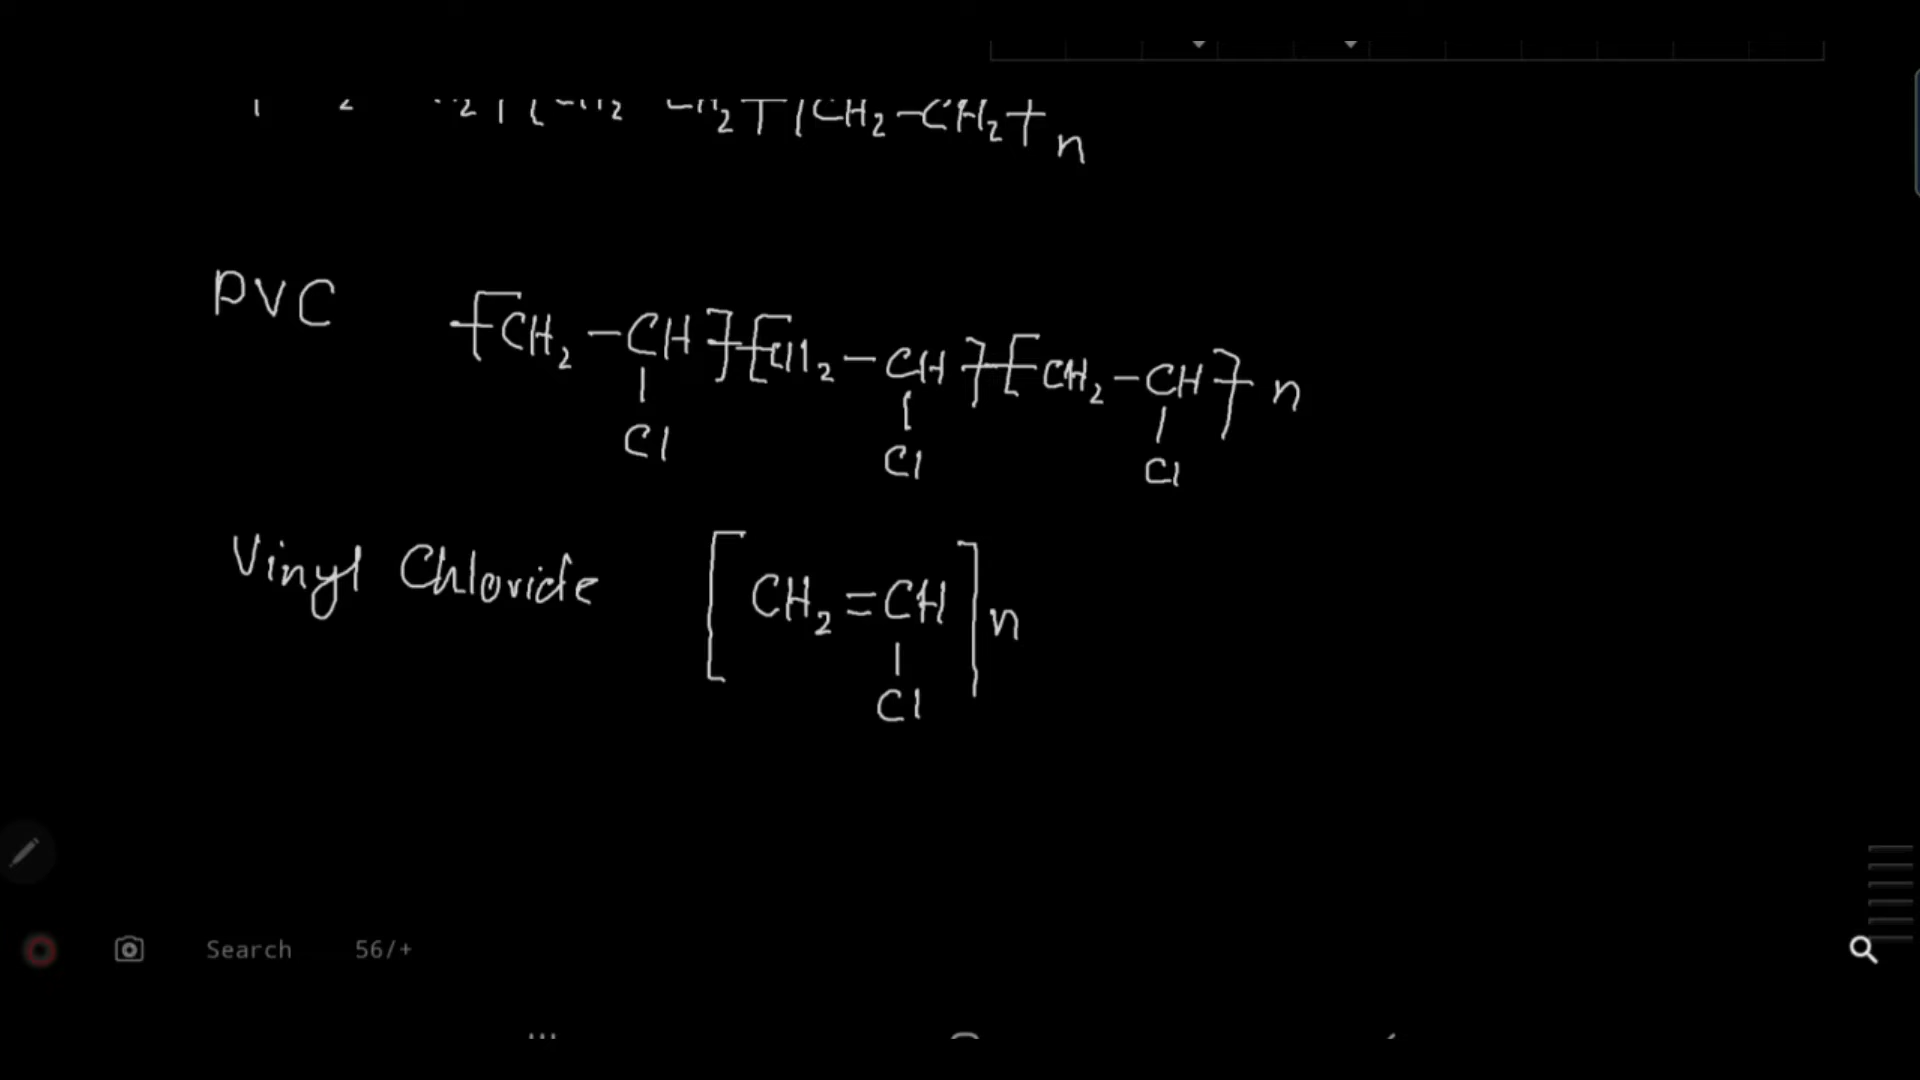 CH₂-CH₂ n
PVC [CH₂-CH][CH₂-CH][CH₂-CH] n
Cl Cl Cl
Vinyl Chloride [CH₂=CH]n
Cl
Search 56/+